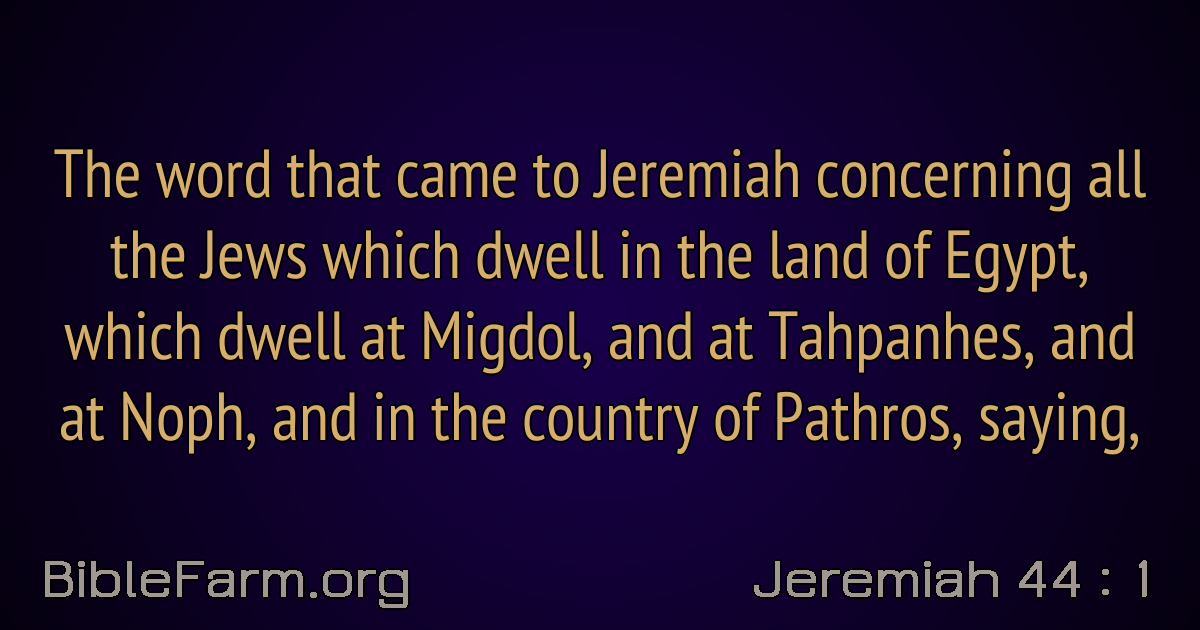 The word that came to Jeremiah concerning all
the Jews which dwell in the land of Egypt,
which dwell at Migdol, and at Tahpanhes, and
at Noph, and in the country of Pathros, saying,
BibleFarm.org
Jeremiah 44 : 1